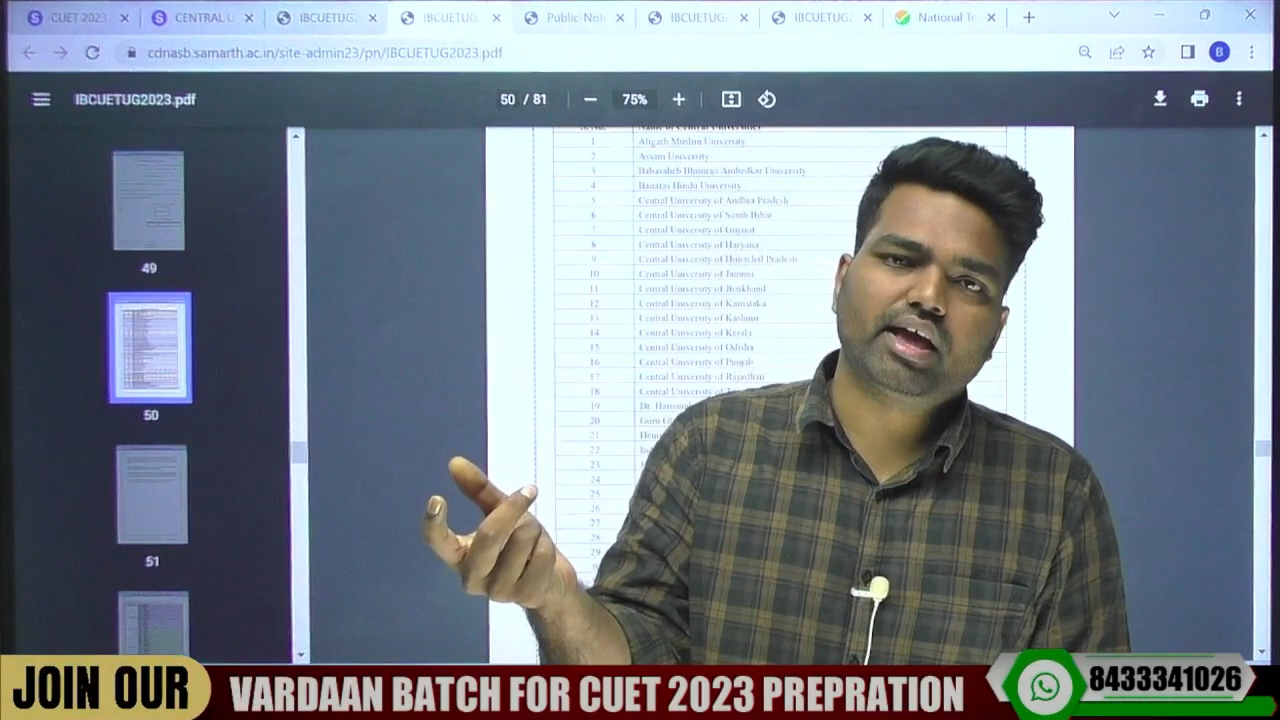 CUET 2023
CENTRAL U
IBCUETUG
IBCUETUG
Public-Not
IBCUETUG
IBCUETUG
National Te
cdnasb.samarth.ac.in/site-admin23/pn/IBCUETUG2023.pdf
B
IBCUETUG2023.pdf
50 / 81
75%
S. No. Name of Central Universities
1 Aligarh Muslim University
2 Assam University
3 Babasaheb Bhimrao Ambedkar University
4 Banaras Hindu University
5 Central University of Andhra Pradesh
6 Central University of South Bihar
7 Central University of Gujarat
8 Central University of Haryana
9 Central University of Himachal Pradesh
10 Central University of Jammu
11 Central University of Jharkhand
12 Central University of Karnataka
13 Central University of Kashmir
14 Central University of Kerala
15 Central University of Odisha
16 Central University of Punjab
17 Central University of Rajasthan
18 Central University of
19 Dr.
20 Guru
21
22
23
24
25
26
27
28
29
49
50
51
JOIN OUR
VARDAAN BATCH FOR CUET 2023 PREPRATION
8433341026